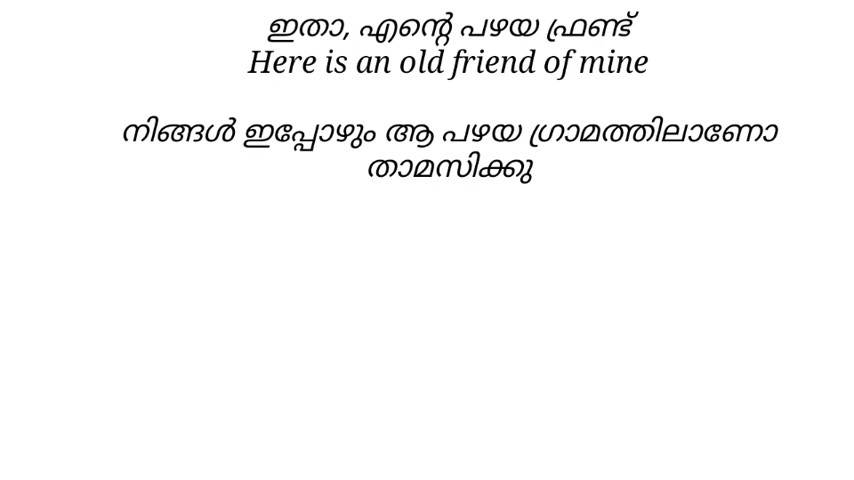 ഇതാ, എന്റെ പഴയ ഫ്രണ്ട്
Here is an old friend of mine
നിങ്ങൾ ഇപ്പോഴും ആ പഴയ ഗ്രാമത്തിലാണോ
താമസിക്കു